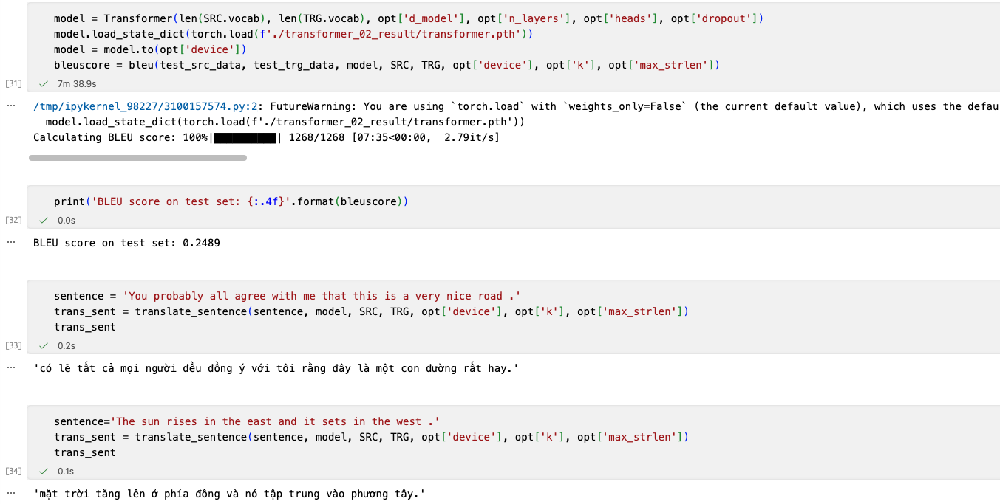 model = Transformer(len(SRC.vocab), len(TRG.vocab), opt['d_model'], opt['n_layers'], opt['heads'], opt['dropout'])
model.load_state_dict(torch.load(f'./transformer_02_result/transformer.pth'))
model = model.to(opt['device'])
bleuscore = bleu(test_src_data, test_trg_data, model, SRC, TRG, opt['device'], opt['k'], opt['max_strlen'])
[31] ✓ 7m 38.9s
... /tmp/ipykernel_98227/3100157574.py:2: FutureWarning: You are using `torch.load` with `weights_only=False` (the current default value), which uses the defau
model.load_state_dict(torch.load(f'./transformer_02_result/transformer.pth'))
Calculating BLEU score: 100%|██████████| 1268/1268 [07:35<00:00,  2.79it/s]
print('BLEU score on test set: {:.4f}'.format(bleuscore))
[32] ✓ 0.0s
... BLEU score on test set: 0.2489
sentence = 'You probably all agree with me that this is a very nice road .'
trans_sent = translate_sentence(sentence, model, SRC, TRG, opt['device'], opt['k'], opt['max_strlen'])
trans_sent
[33] ✓ 0.2s
... 'có lẽ tất cả mọi người đều đồng ý với tôi rằng đây là một con đường rất hay.'
sentence='The sun rises in the east and it sets in the west .'
trans_sent = translate_sentence(sentence, model, SRC, TRG, opt['device'], opt['k'], opt['max_strlen'])
trans_sent
[34] ✓ 0.1s
... 'mặt trời tăng lên ở phía đông và nó tập trung vào phương tây.'